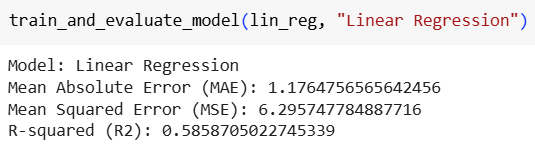 train_and_evaluate_model(lin_reg, "Linear Regression")
Model: Linear Regression
Mean Absolute Error (MAE): 1.1764756565642456
Mean Squared Error (MSE): 6.295747784887716
R-squared (R2): 0.5858705022745339